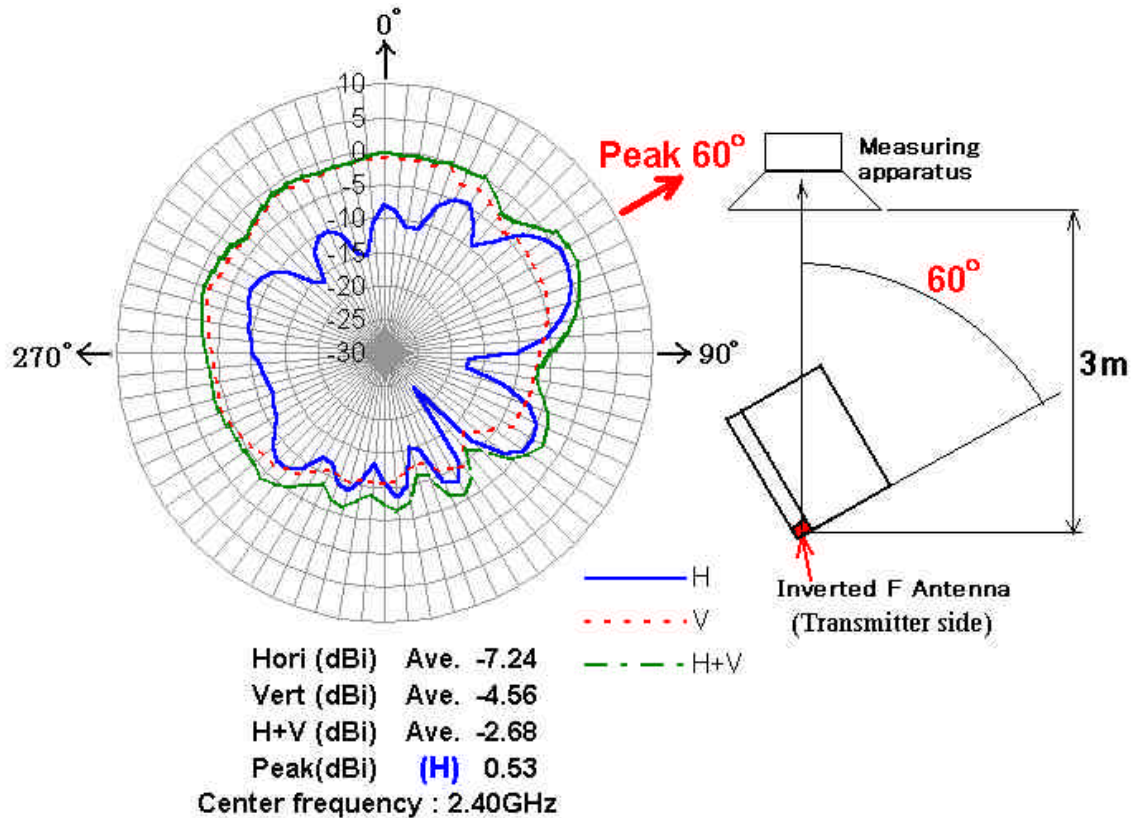 0°
10
5
0
-5
-10
-15
-20
-25
-30
270°
90°
Peak 60°
Measuring
apparatus
60°
3m
Inverted F Antenna
(Transmitter side)
H
V
H+V
Hori (dBi) Ave. -7.24
Vert (dBi) Ave. -4.56
H+V (dBi) Ave. -2.68
Peak(dBi) (H) 0.53
Center frequency : 2.40GHz